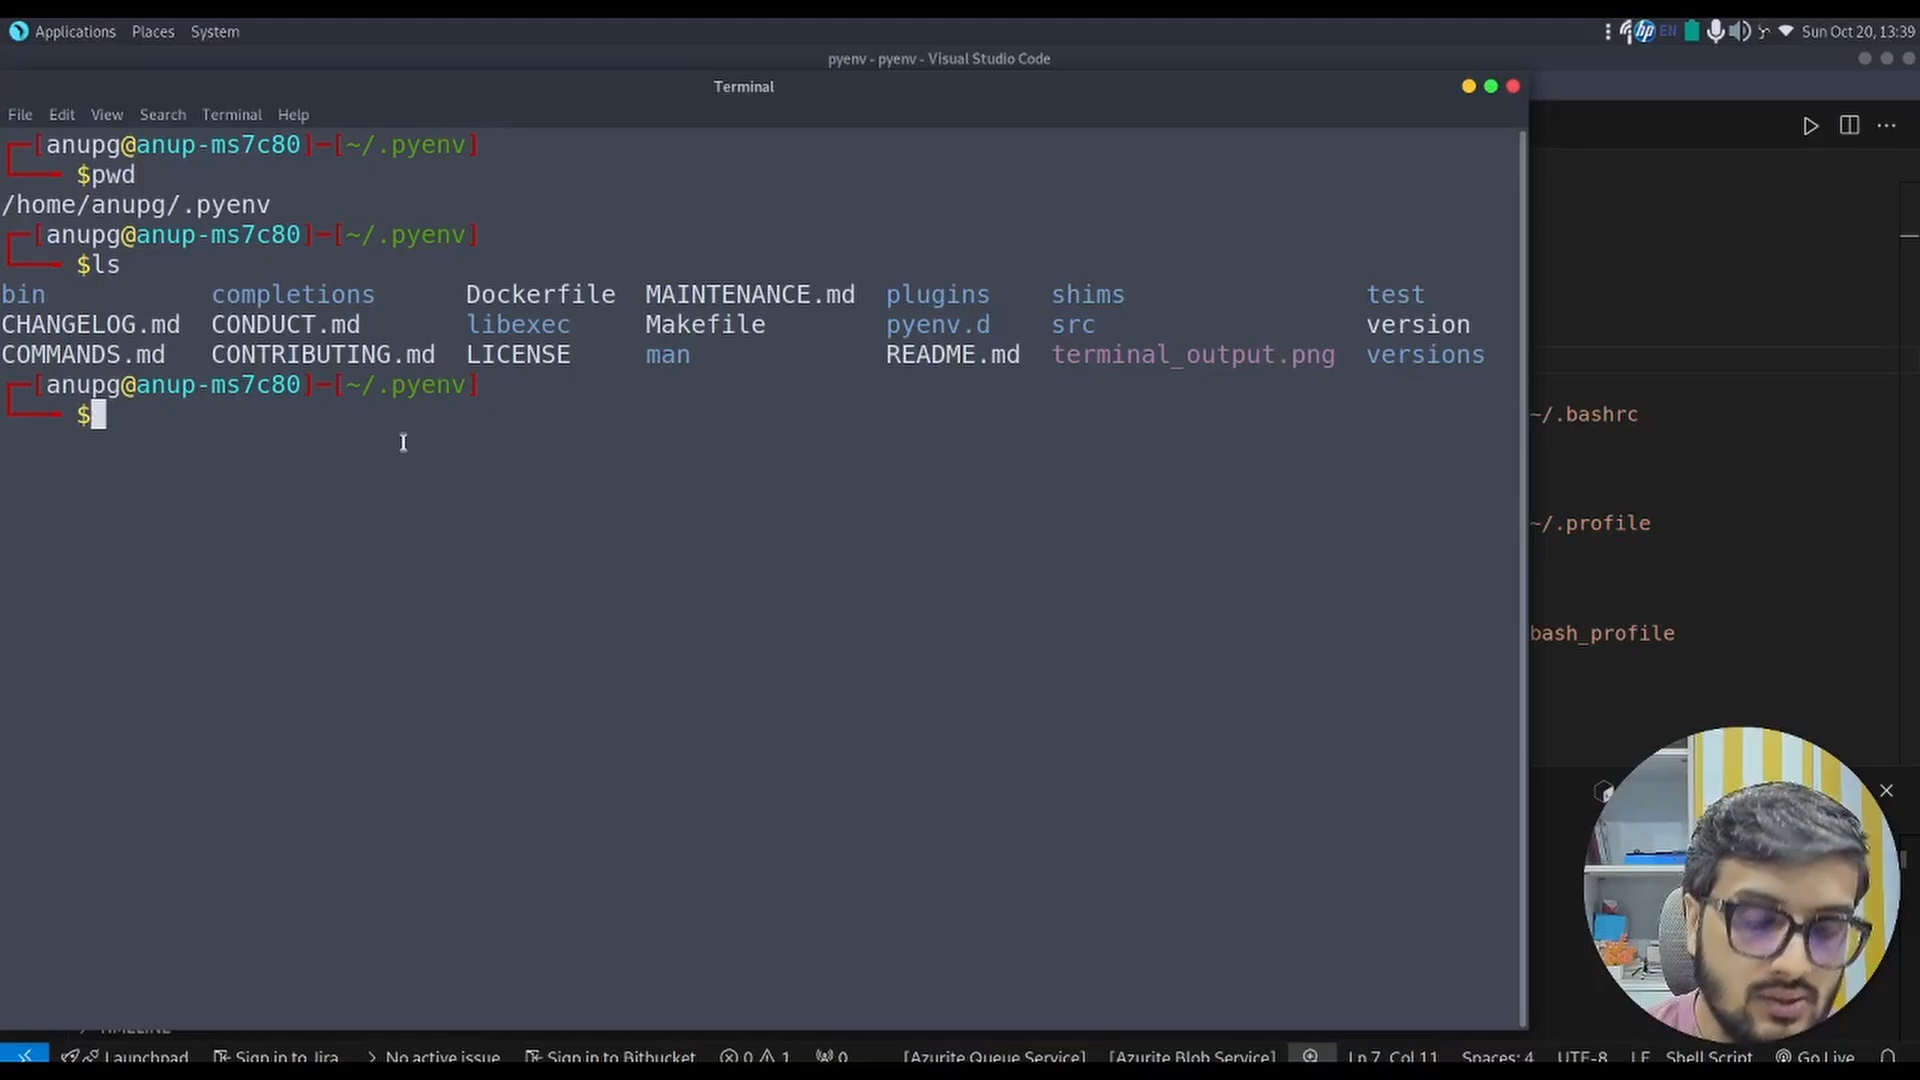 Applications Places System
EN Sun Oct 20, 13:39
pyenv - pyenv - Visual Studio Code
Terminal
File Edit View Search Terminal Help
[anupg@anup-ms7c80]─[~/.pyenv]
$pwd
/home/anupg/.pyenv
[anupg@anup-ms7c80]─[~/.pyenv]
$ls
bin completions Dockerfile MAINTENANCE.md plugins shims test
CHANGELOG.md CONDUCT.md libexec Makefile pyenv.d src version
COMMANDS.md CONTRIBUTING.md LICENSE man README.md terminal_output.png versions
[anupg@anup-ms7c80]─[~/.pyenv]
$
~/.bashrc
~/.profile
bash_profile
TIMELINE
Launchpad Sign in to Jira No active issue Sign in to Bitbucket 0 1 0 [Azurite Queue Service] [Azurite Blob Service] Ln 7, Col 11 Spaces: 4 UTF-8 LF Shell Script Go Live